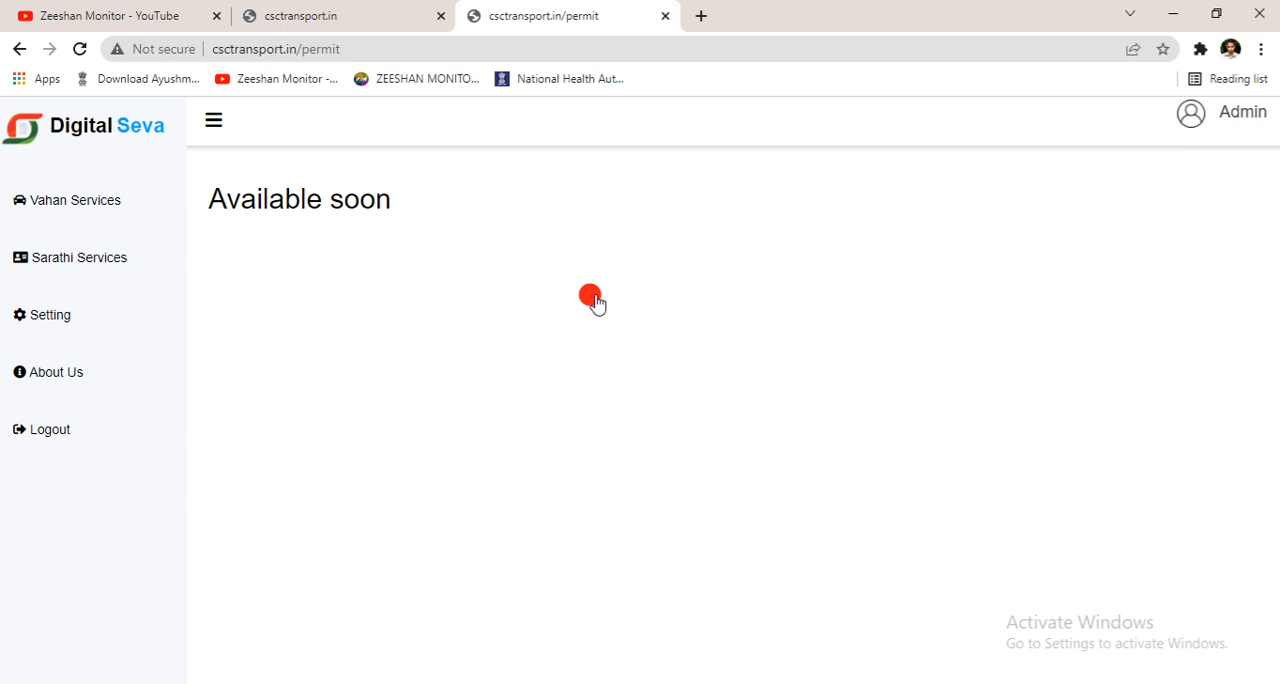 Zeeshan Monitor - YouTube
csctransport.in
csctransport.in/permit
Not secure
csctransport.in/permit
Apps
Download Ayushm...
Zeeshan Monitor -...
ZEESHAN MONITO...
National Health Aut...
Reading list
Digital Seva
Admin
Available soon
Vahan Services
Sarathi Services
Setting
About Us
Logout
Activate Windows
Go to Settings to activate Windows.